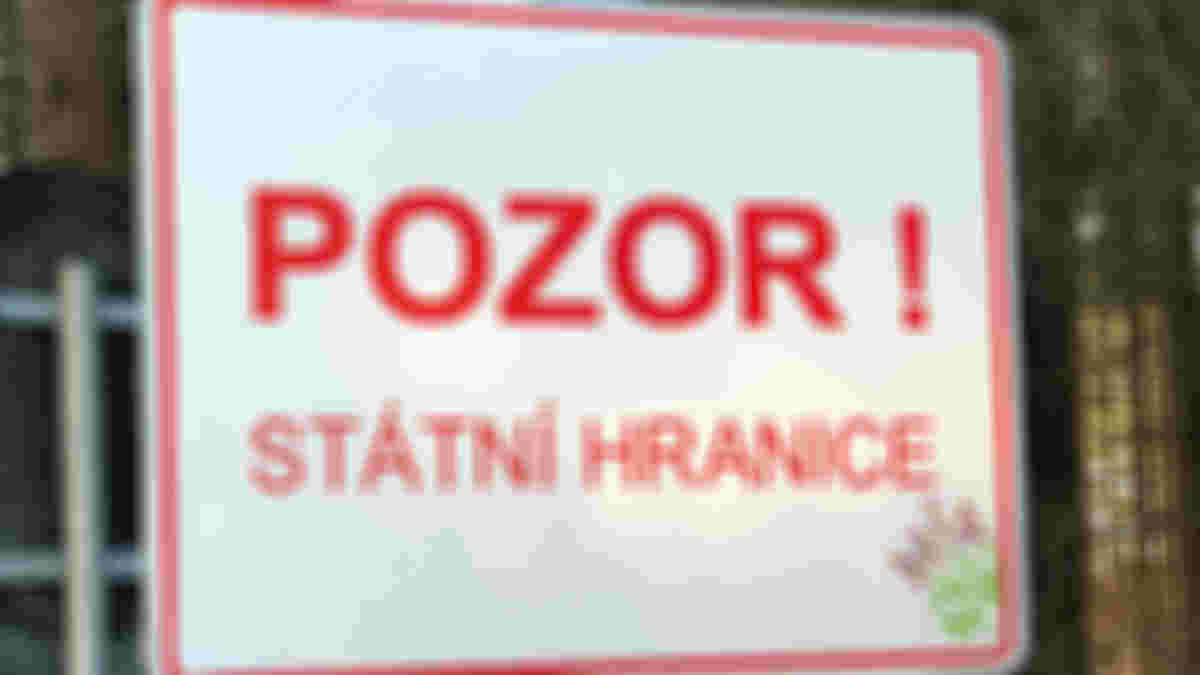 POZOR !
STÁTNÍ HRANICE